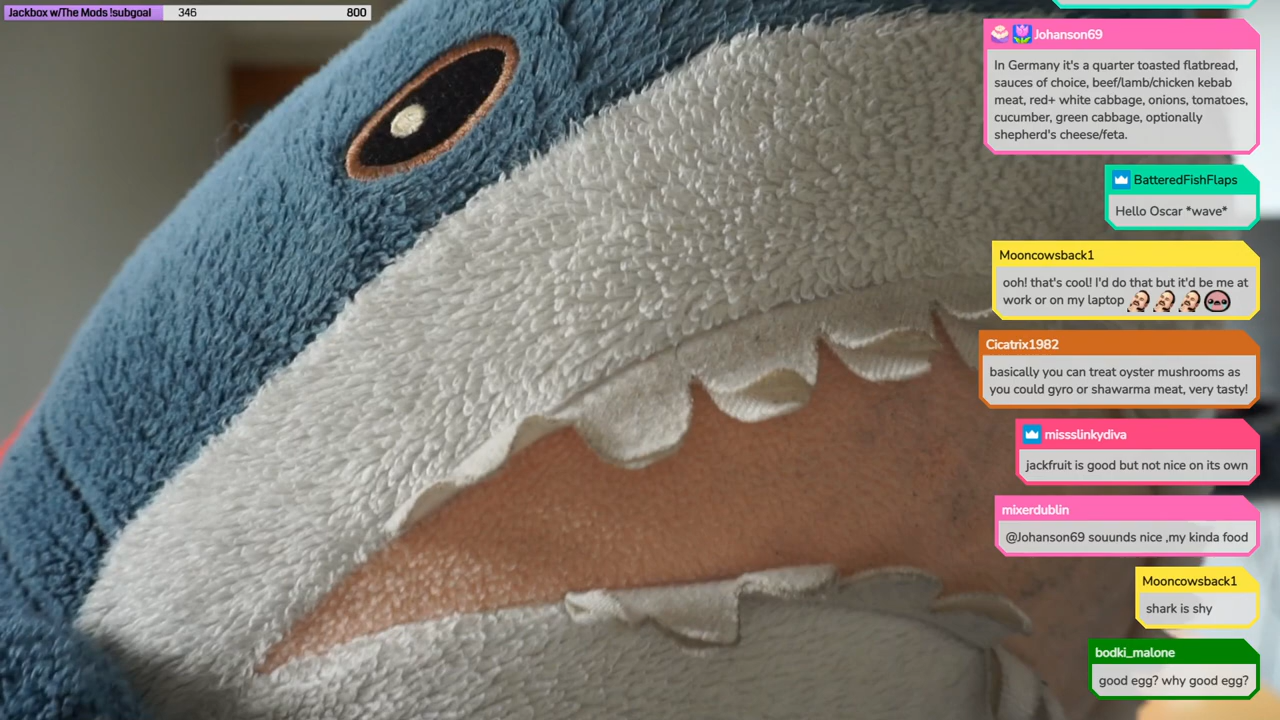 Jackbox w/The Mods !subgoal 346 800
Johanson69
In Germany it's a quarter toasted flatbread,
sauces of choice, beef/lamb/chicken kebab
meat, red+ white cabbage, onions, tomatoes,
cucumber, green cabbage, optionally
shepherd's cheese/feta.
BatteredFishFlaps
Hello Oscar *wave*
Mooncowsback1
ooh! that's cool! I'd do that but it'd be me at
work or on my laptop
Cicatrix1982
basically you can treat oyster mushrooms as
you could gyro or shawarma meat, very tasty!
missslinkydiva
jackfruit is good but not nice on its own
mixerdublin
@Johanson69 souunds nice ,my kinda food
Mooncowsback1
shark is shy
bodki_malone
good egg? why good egg?